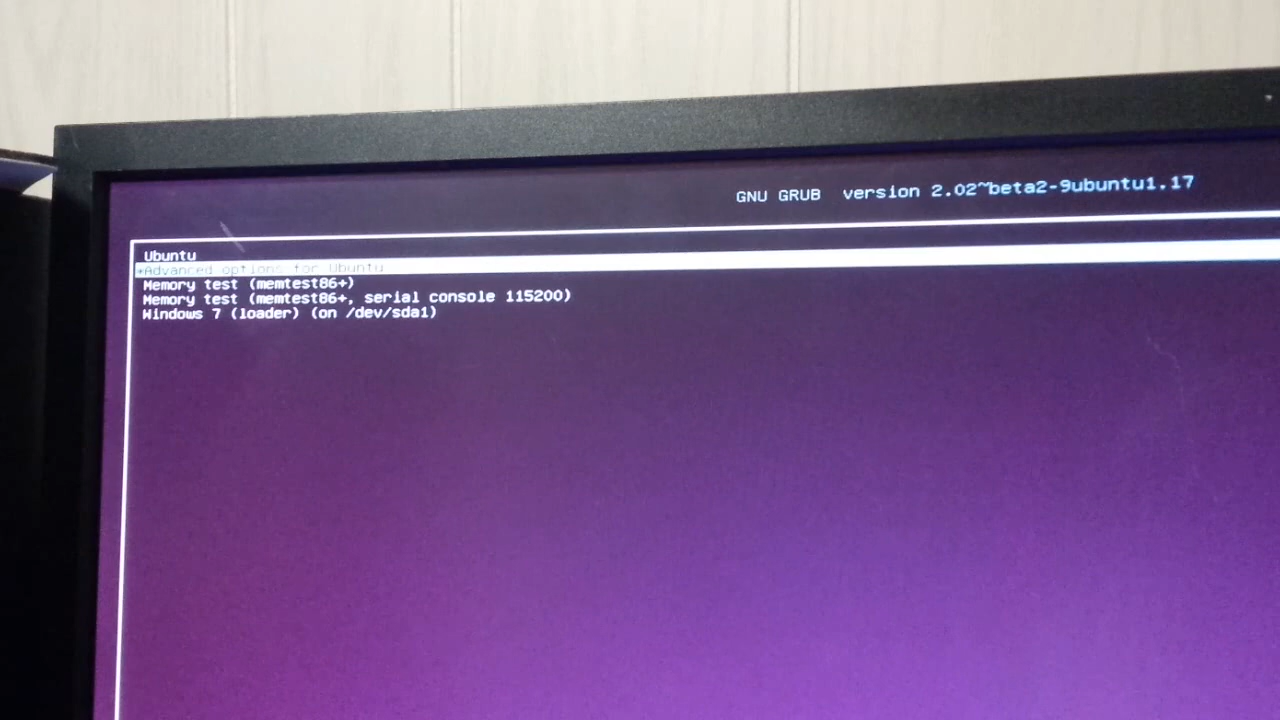 GNU GRUB version 2.02~beta2-9ubuntu1.17
Ubuntu
*Advanced options for Ubuntu
Memory test (memtest86+)
Memory test (memtest86+, serial console 115200)
Windows 7 (loader) (on /dev/sda1)